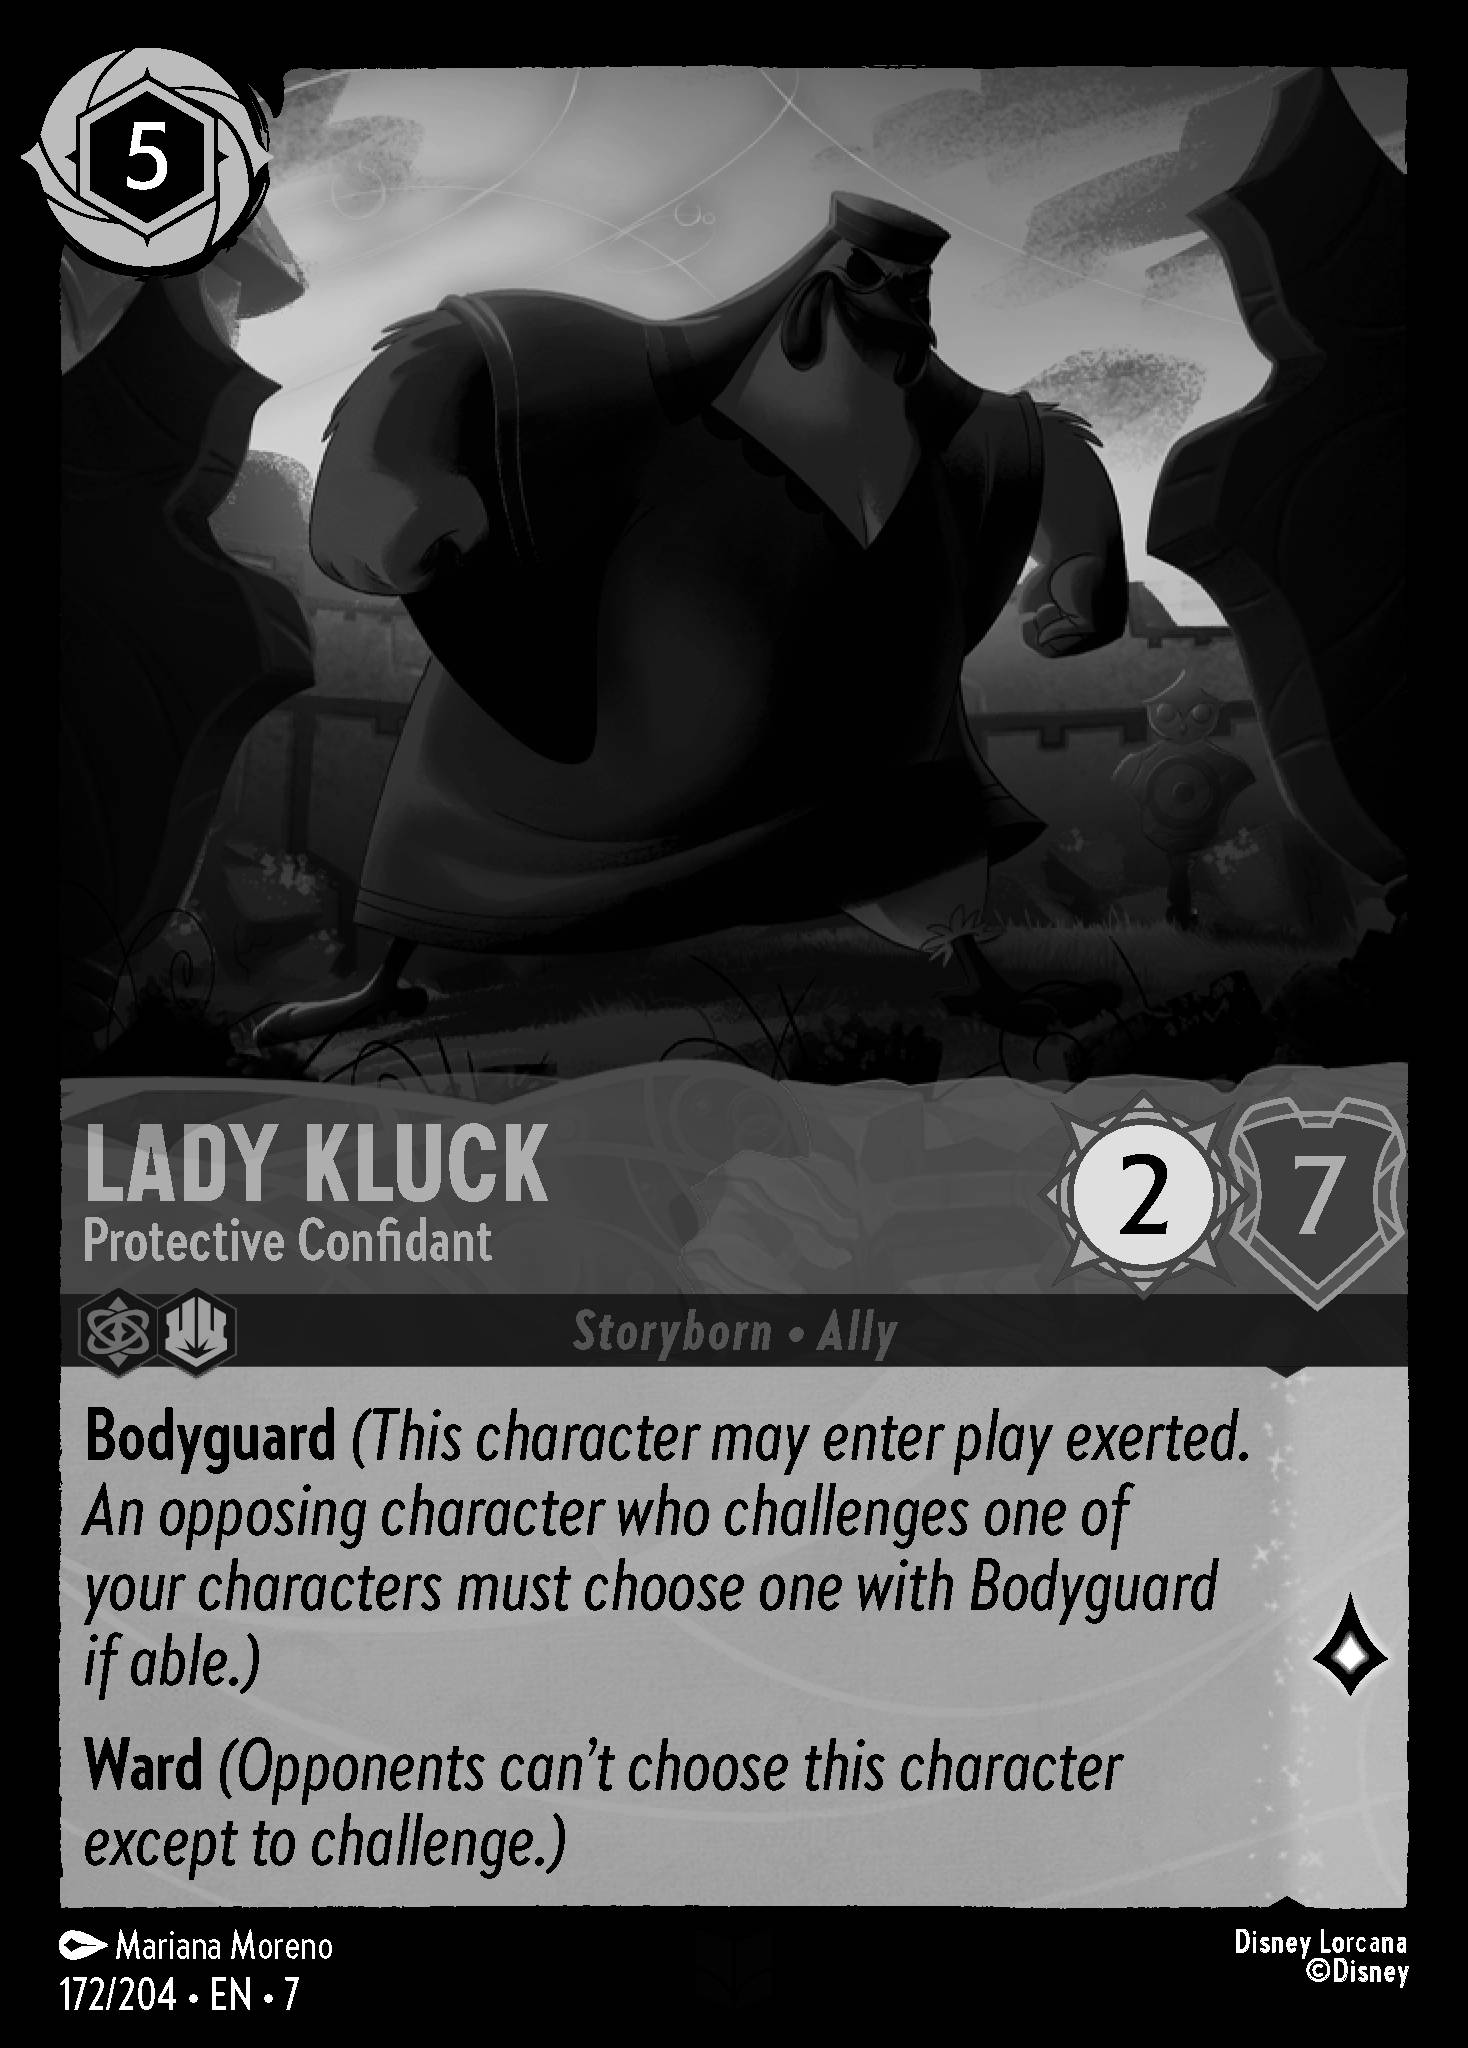 5
LADY KLUCK
Protective Confidant
2 7
Storyborn • Ally
Bodyguard (This character may enter play exerted.
An opposing character who challenges one of
your characters must choose one with Bodyguard
if able.)
Ward (Opponents can't choose this character
except to challenge.)
Mariana Moreno
172/204 • EN • 7
Disney Lorcana
©Disney